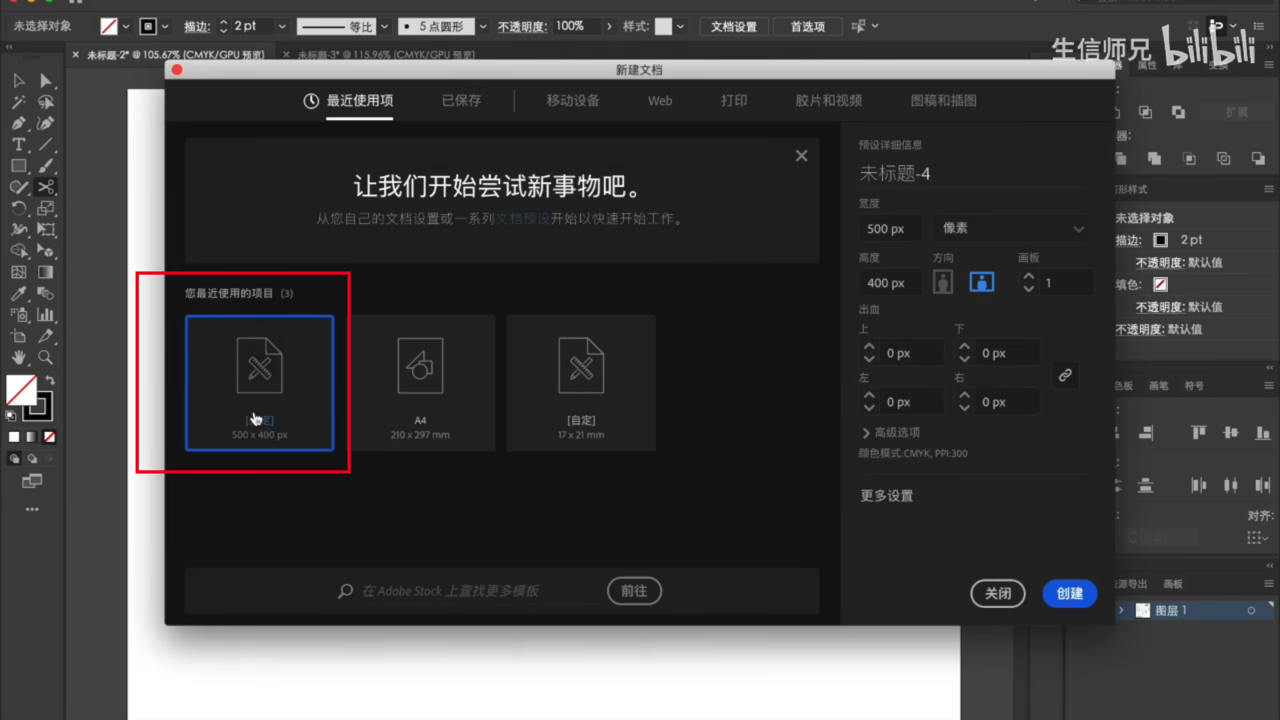 未选择对象 描边: 2 pt 等比 5 点圆形 不透明度: 100% 样式: 文档设置 首选项
× 未标题-2* @ 105.67% (CMYK/GPU 预览) × 未标题-3* @ 115.96% (CMYK/GPU 预览)
生信师兄 bilibili
新建文档
最近使用项 已保存 移动设备 Web 打印 胶片和视频 图稿和插图
让我们开始尝试新事物吧。
从您自己的文档设置或一系列文档预设开始以快速开始工作。
您最近使用的项目 (3)
500 x 400 px
A4
210 x 297 mm
[自定]
17 x 21 mm
在 Adobe Stock 上查找更多模板 前往
预设详细信息
未标题-4
宽度
500 px 像素
高度 方向 画板
400 px 1
出血
上 下
0 px 0 px
左 右
0 px 0 px
高级选项
颜色模式:CMYK, PPI:300
更多设置
关闭 创建
属性
扩展
未选择对象
描边: 2 pt
不透明度: 默认值
填色:
不透明度: 默认值
不透明度: 默认值
画笔 符号
对齐:
画板
图层 1